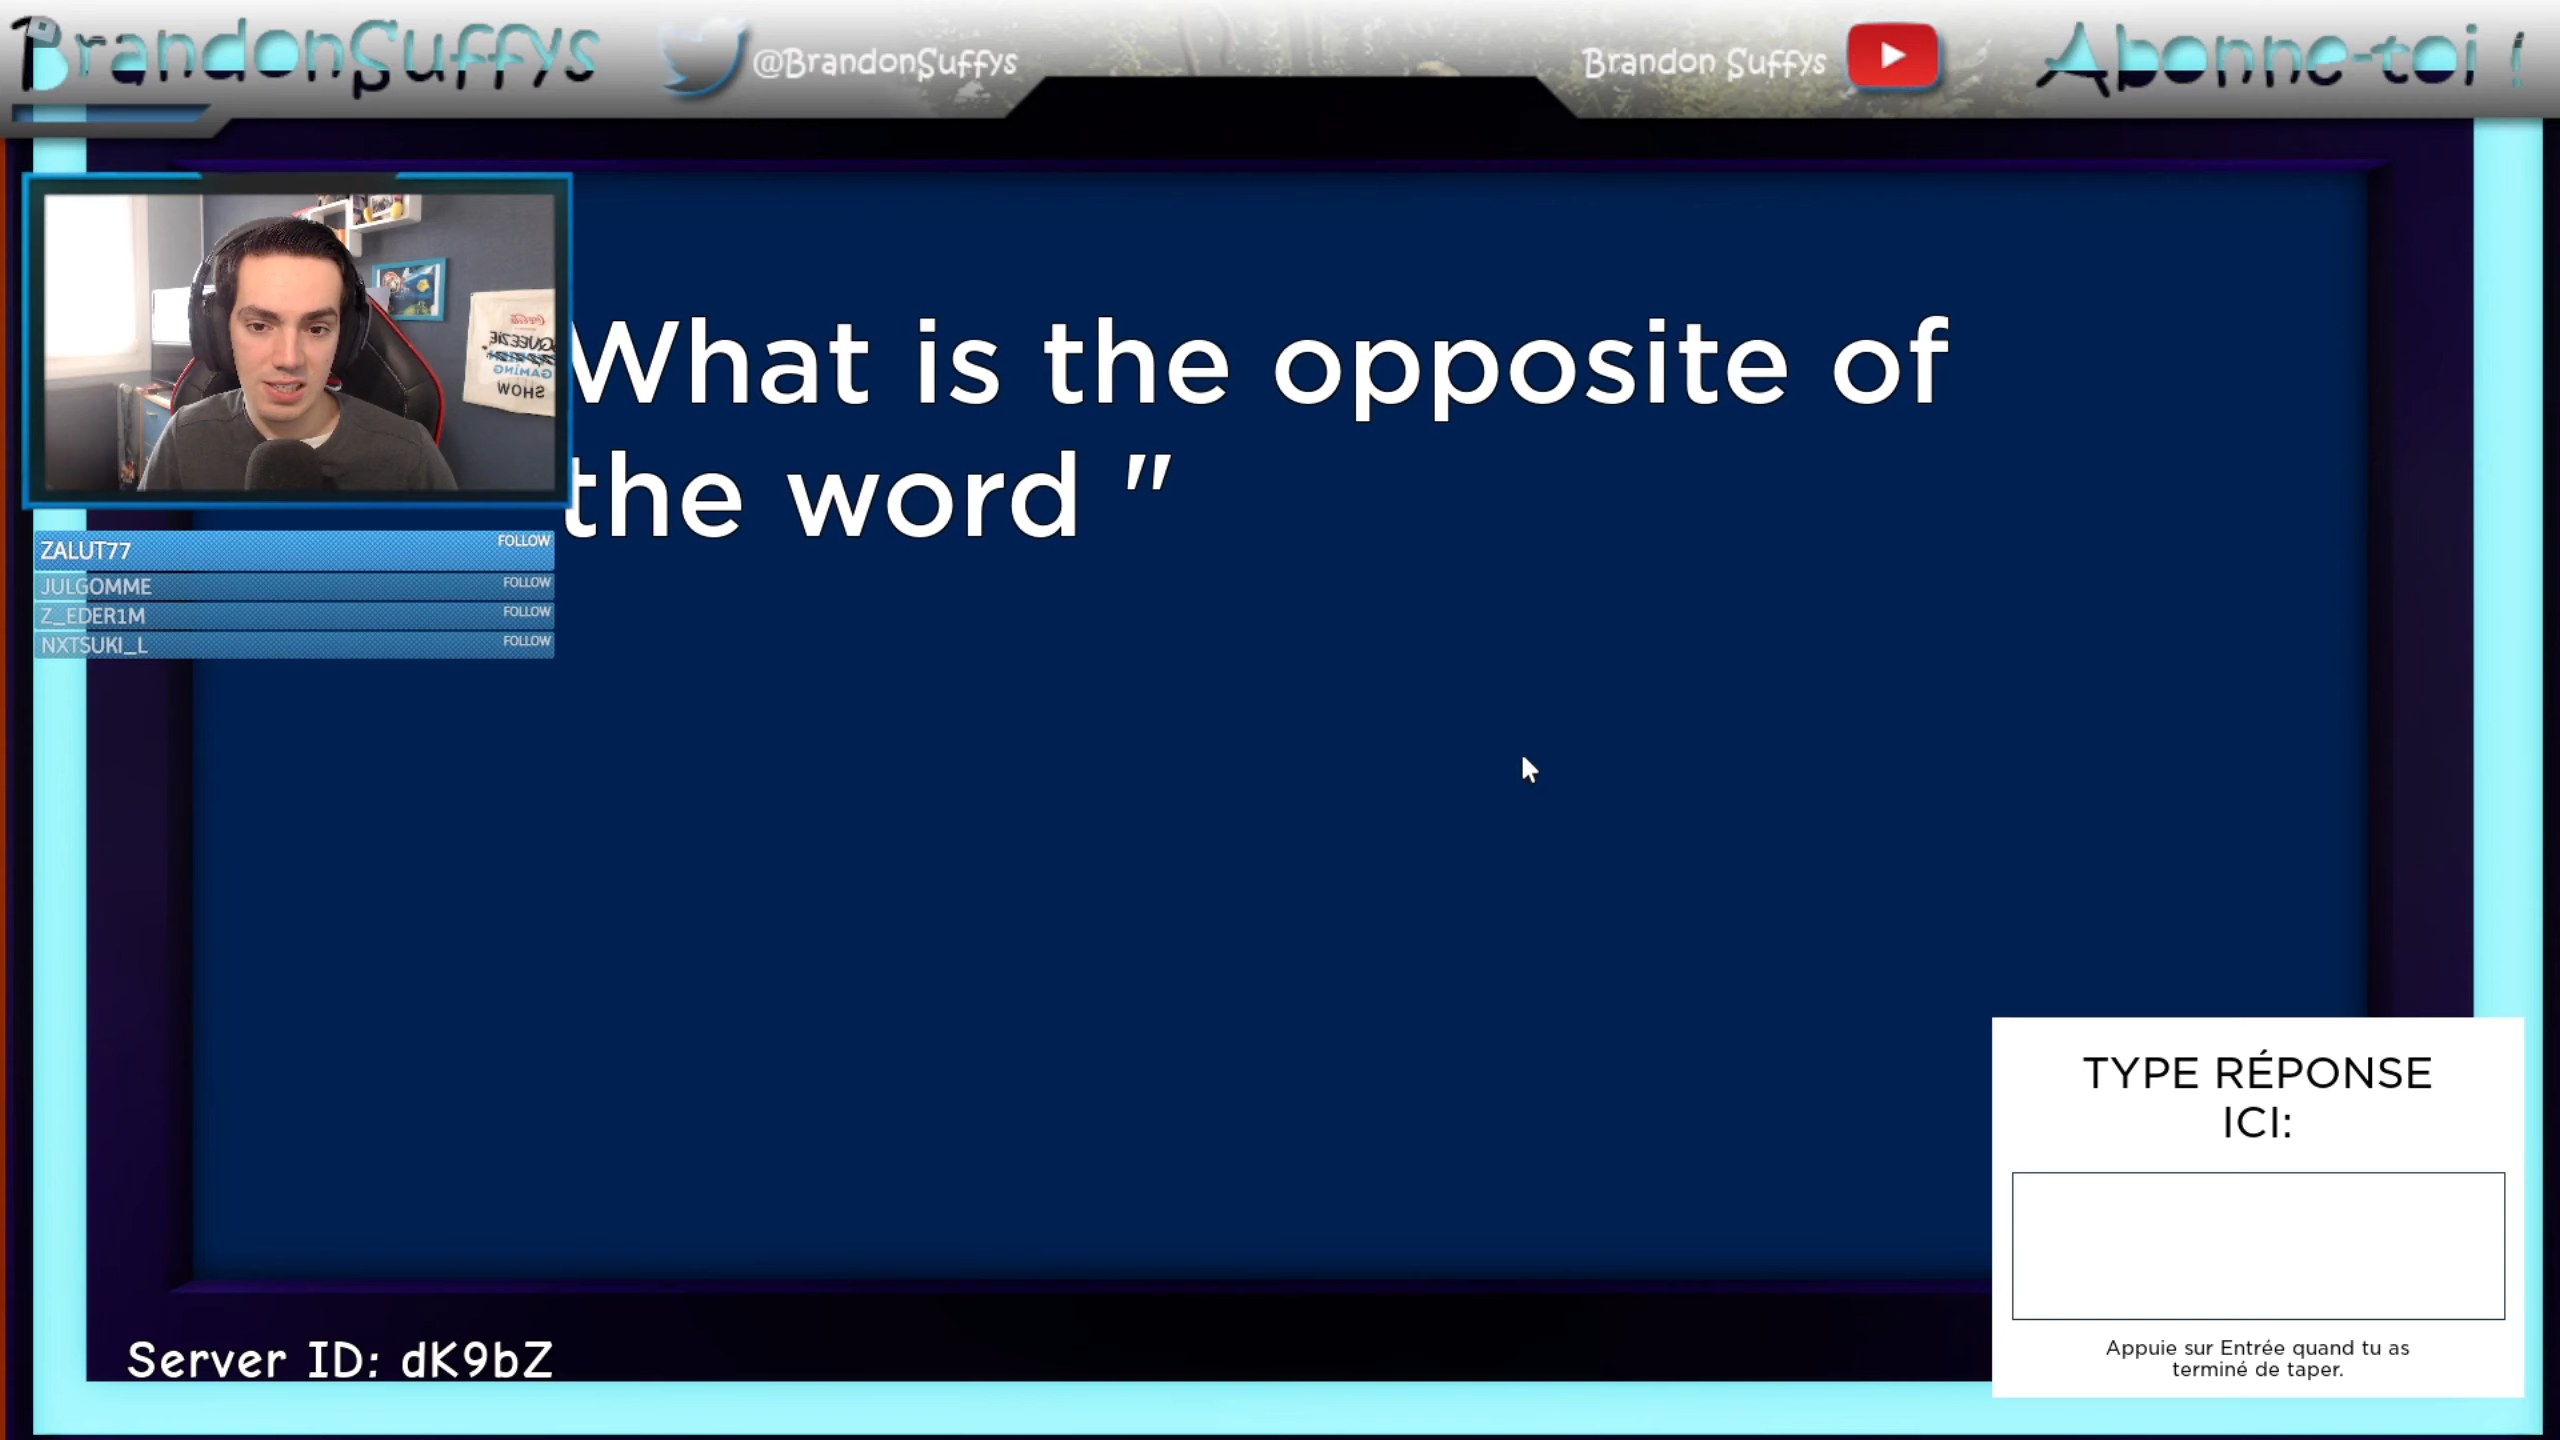 BrandonSuffys
@BrandonSuffys
Brandon Suffys
Abonne-toi !
SHOW
What is the opposite of
the word "
ZALUT77 FOLLOW
JULGOMME FOLLOW
Z_EDER1M FOLLOW
NXTSUKI_L FOLLOW
TYPE RÉPONSE
ICI:
Appuie sur Entrée quand tu as
terminé de taper.
Server ID: dK9bZ